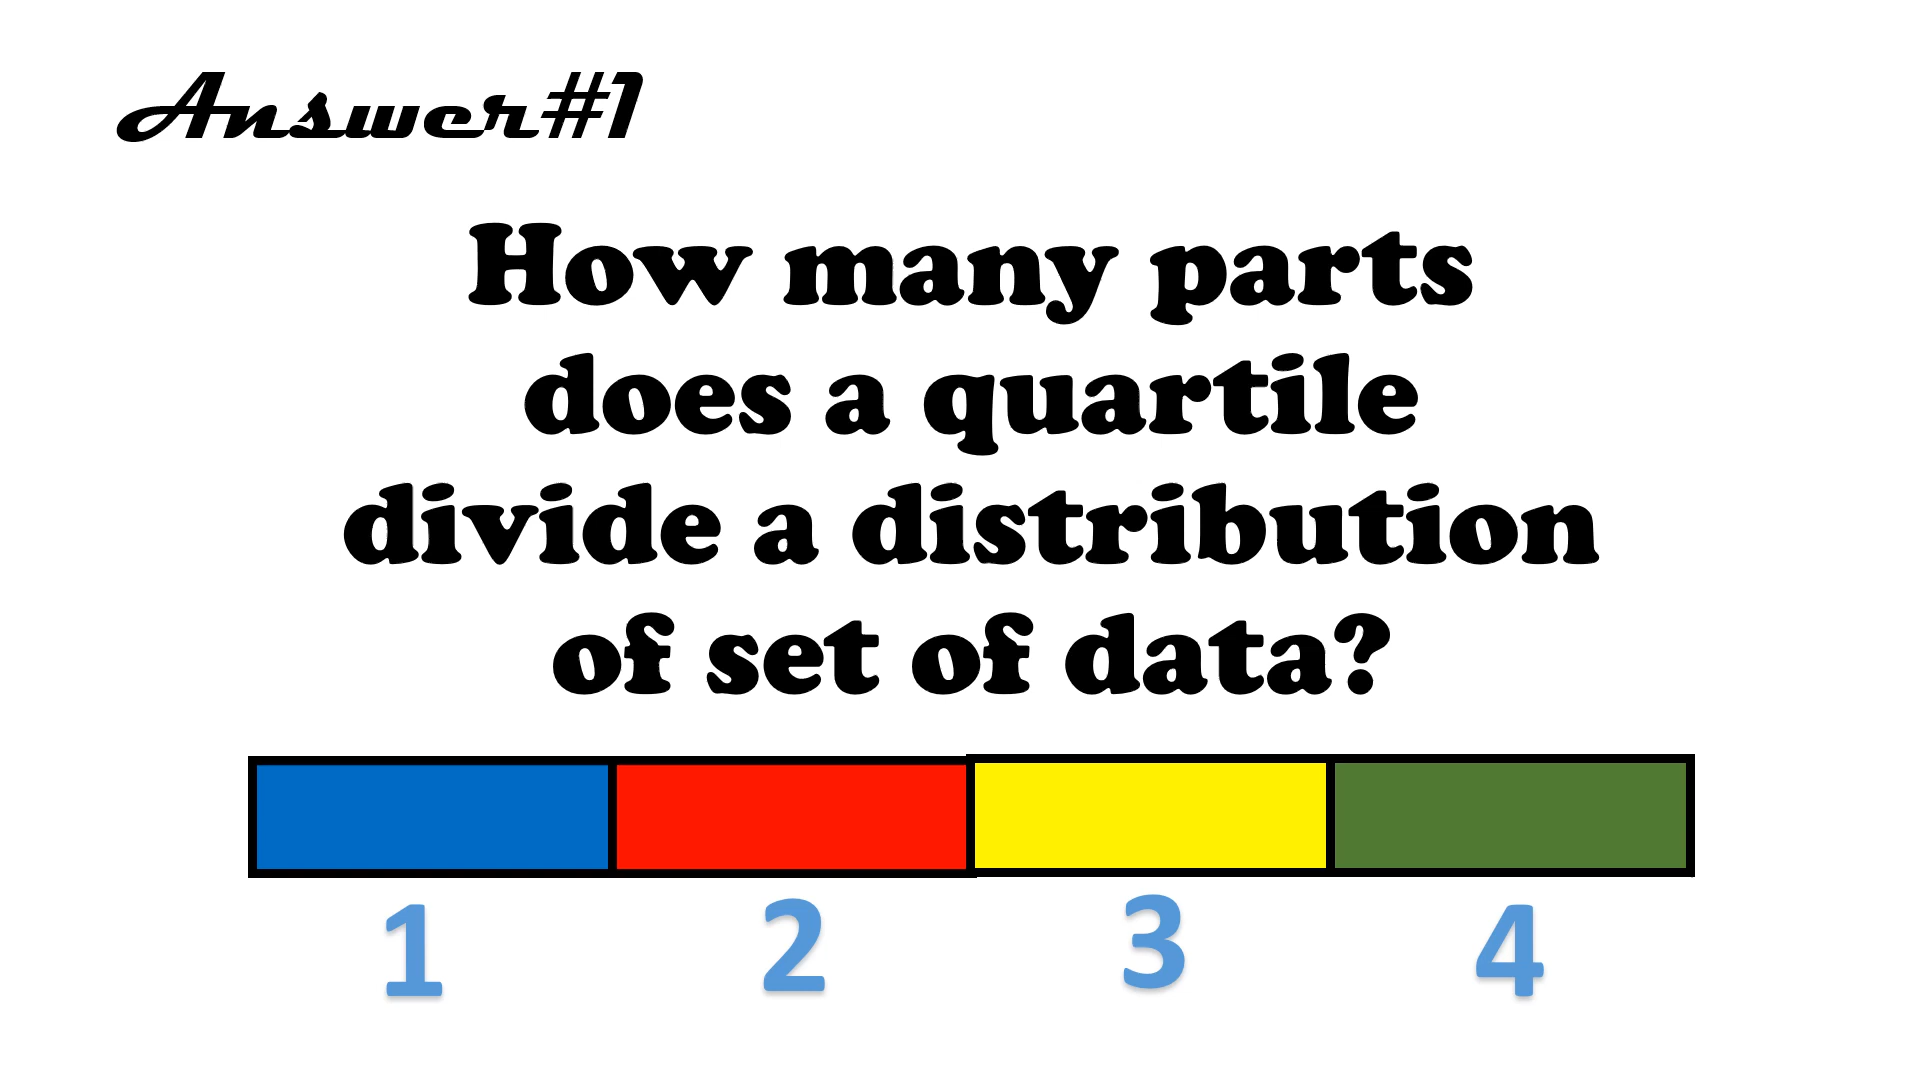 Answer#1
How many parts
does a quartile
divide a distribution
of set of data?
1 2 3 4